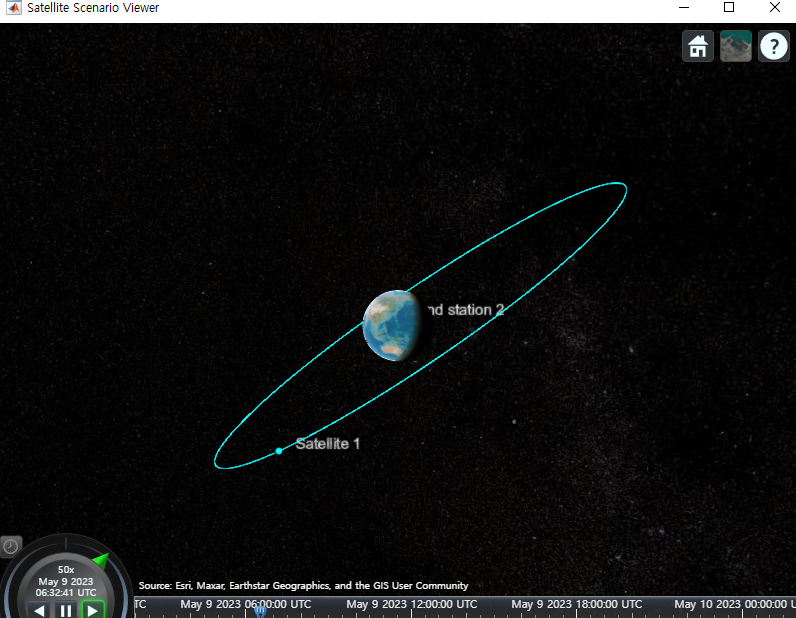 Satellite Scenario Viewer
?
nd station 2
Satellite 1
50x
May 9 2023
06:32:41 UTC
Source: Esri, Maxar, Earthstar Geographics, and the GIS User Community
TC May 9 2023 06:00:00 UTC May 9 2023 12:00:00 UTC May 9 2023 18:00:00 UTC May 10 2023 00:00:00 U